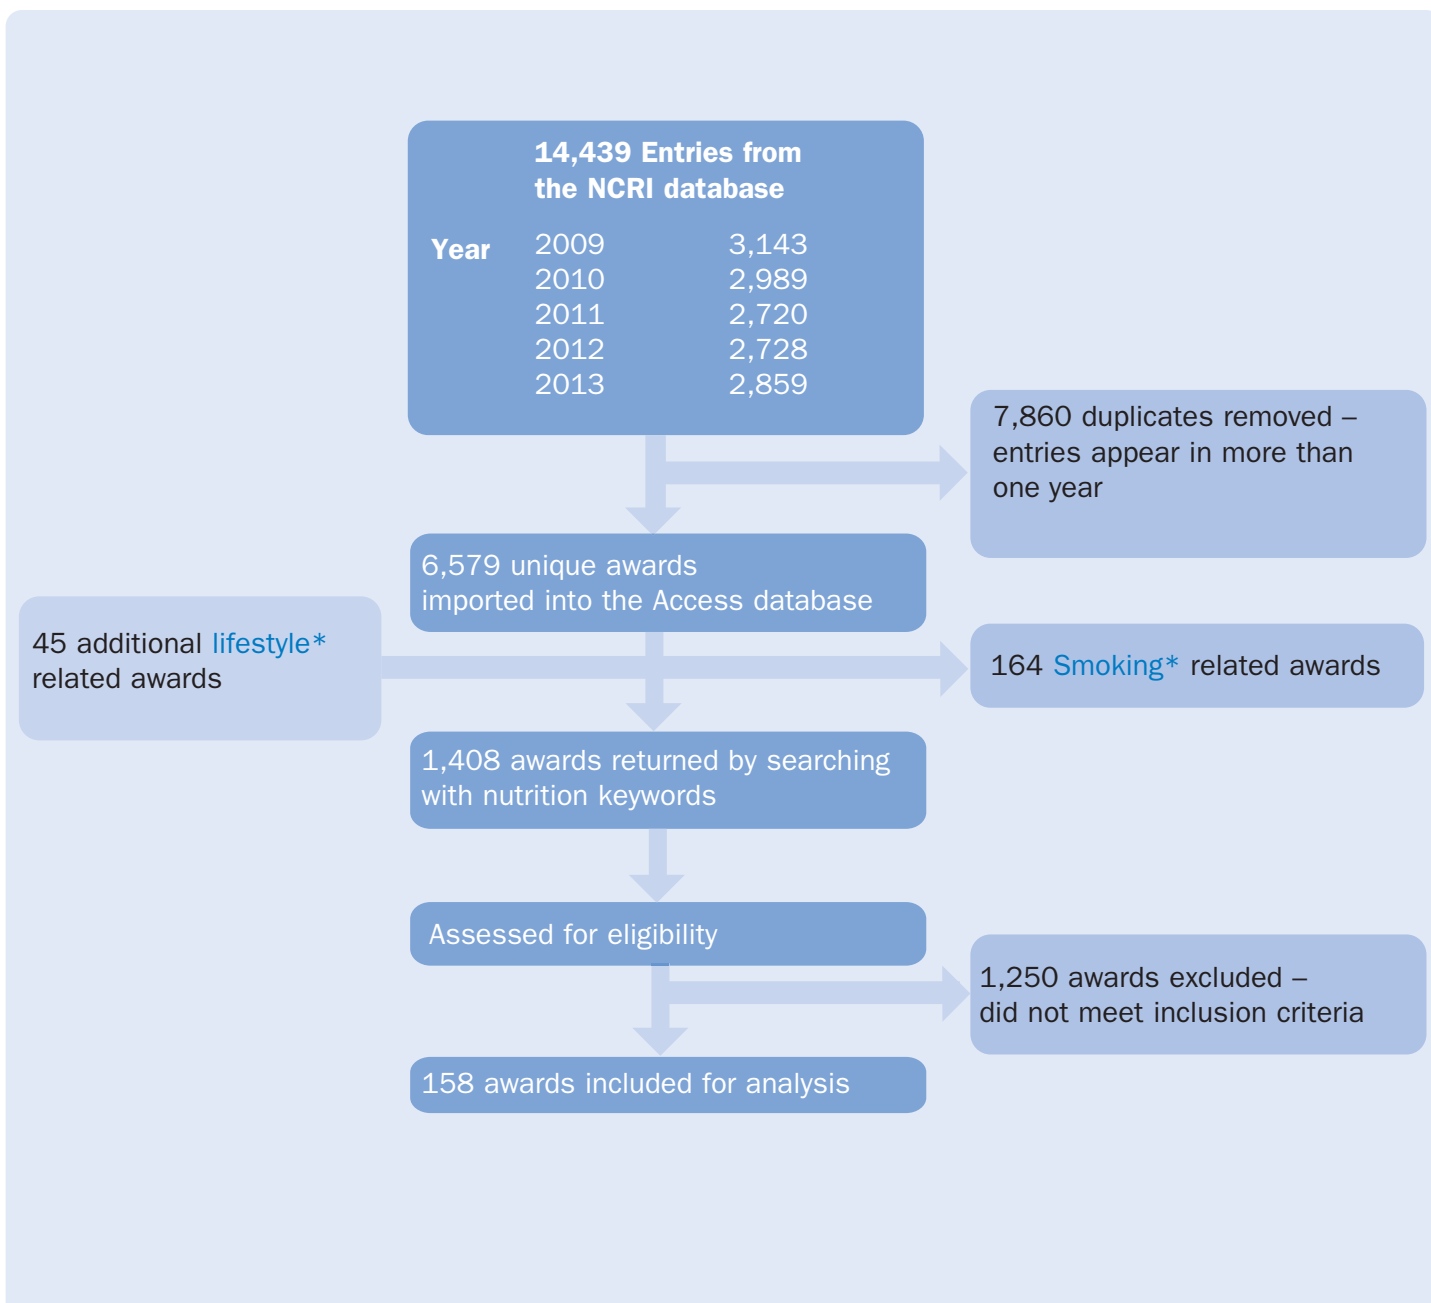 14,439 Entries from
the NCRI database
Year 2009 3,143
2010 2,989
2011 2,720
2012 2,728
2013 2,859
7,860 duplicates removed –
entries appear in more than
one year
6,579 unique awards
imported into the Access database
45 additional lifestyle*
related awards
164 Smoking* related awards
1,408 awards returned by searching
with nutrition keywords
Assessed for eligibility
1,250 awards excluded –
did not meet inclusion criteria
158 awards included for analysis